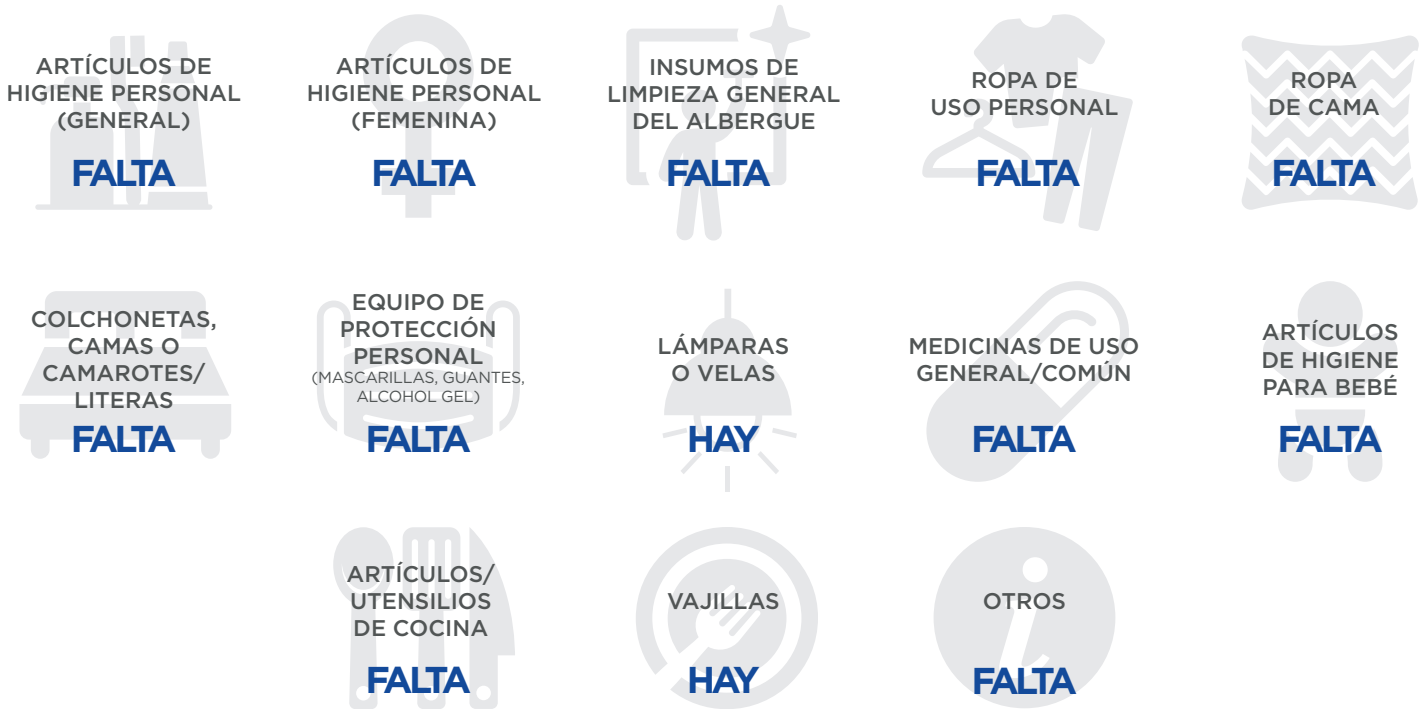 ARTÍCULOS DE
HIGIENE PERSONAL
(GENERAL)
FALTA
ARTÍCULOS DE
HIGIENE PERSONAL
(FEMENINA)
FALTA
INSUMOS DE
LIMPIEZA GENERAL
DEL ALBERGUE
FALTA
ROPA DE
USO PERSONAL
FALTA
ROPA
DE CAMA
FALTA
COLCHONETAS,
CAMAS O
CAMAROTES/
LITERAS
FALTA
EQUIPO DE
PROTECCIÓN
PERSONAL
(MASCARILLAS, GUANTES,
ALCOHOL GEL)
FALTA
LÁMPARAS
O VELAS
HAY
MEDICINAS DE USO
GENERAL/COMÚN
FALTA
ARTÍCULOS
DE HIGIENE
PARA BEBÉ
FALTA
ARTÍCULOS/
UTENSILIOS
DE COCINA
FALTA
VAJILLAS
HAY
OTROS
FALTA